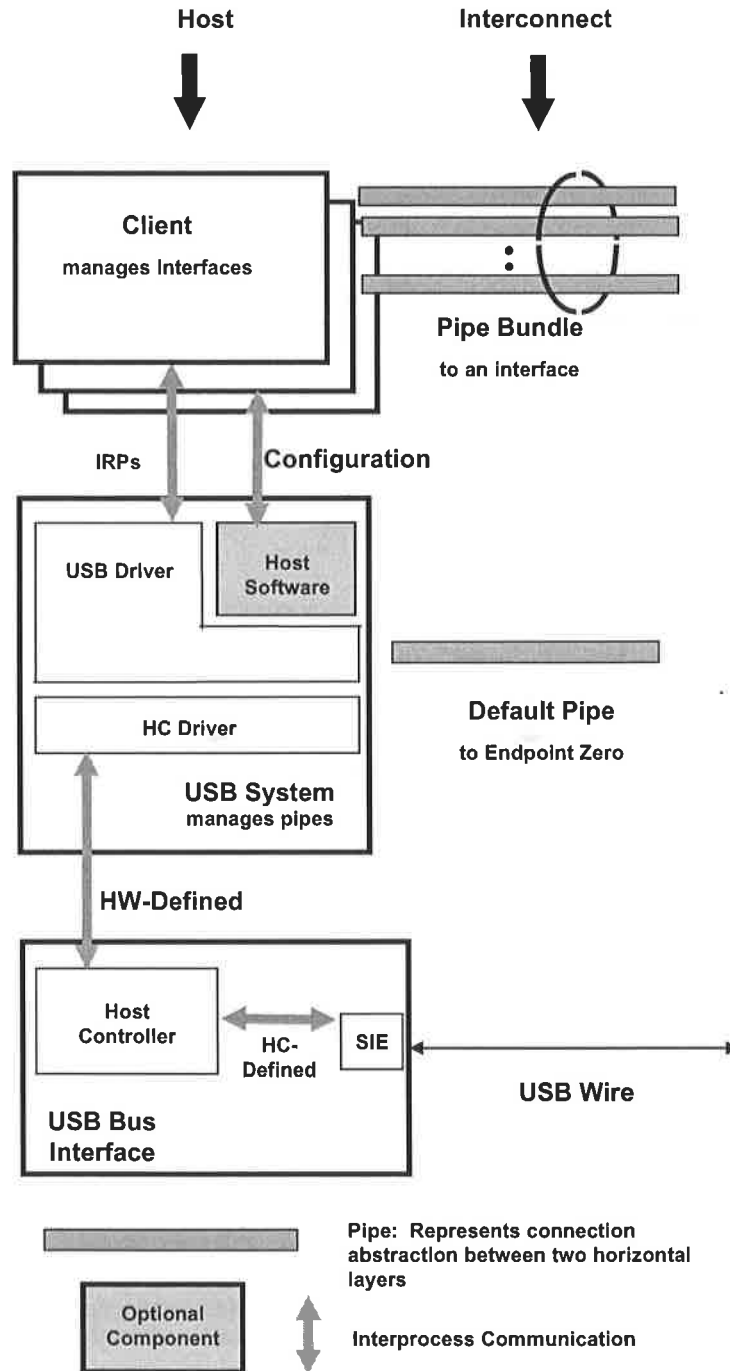 Host
Interconnect
Client
manages Interfaces
Pipe Bundle
to an interface
IRPs
Configuration
USB Driver
Host
Software
HC Driver
USB System
manages pipes
Default Pipe
to Endpoint Zero
HW-Defined
Host
Controller
HC-
Defined
SIE
USB Wire
USB Bus
Interface
Pipe: Represents connection
abstraction between two horizontal
layers
Optional
Component
Interprocess Communication